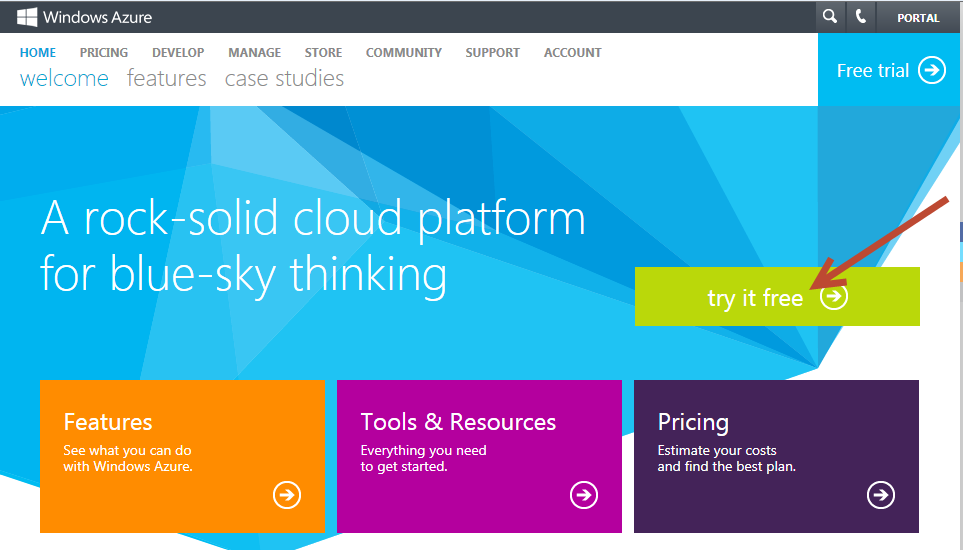 Windows Azure
PORTAL
HOME PRICING DEVELOP MANAGE STORE COMMUNITY SUPPORT ACCOUNT
welcome features case studies
Free trial
A rock-solid cloud platform
for blue-sky thinking
try it free
Features
See what you can do
with Windows Azure.
Tools & Resources
Everything you need
to get started.
Pricing
Estimate your costs
and find the best plan.